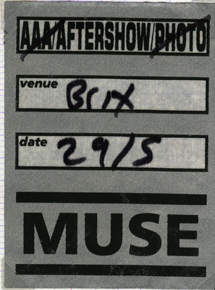 AAA/AFTERSHOW/PHOTO
venue Brix
date 29/5
MUSE